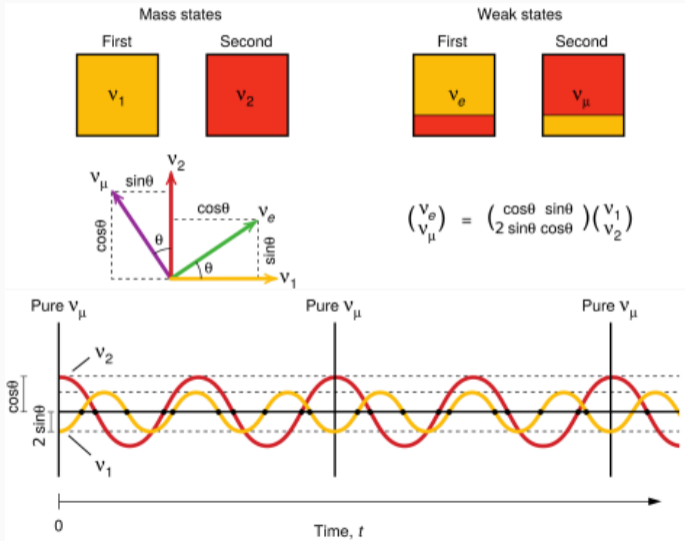 Mass states
Weak states
First
Second
First
Second
ν1
ν2
νe
νμ
ν2
νμ
sinθ
cosθ
νe
cosθ
θ
θ
sinθ
ν1
(νe νμ) = (cosθ sinθ 2 sinθ cosθ)(ν1 ν2)
Pure νμ
Pure νμ
Pure νμ
ν2
cosθ
2 sinθ
ν1
0
Time, t